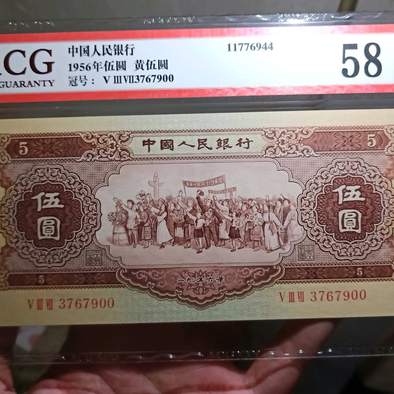 CG
GUARANTY
中国人民银行
1956年伍圆 黄伍圆
冠号: V III VII3767900
11776944
58
5 中國人民銀行 5
伍圓
伍圓
5
5
V III VII 3767900
V III VII 3767900